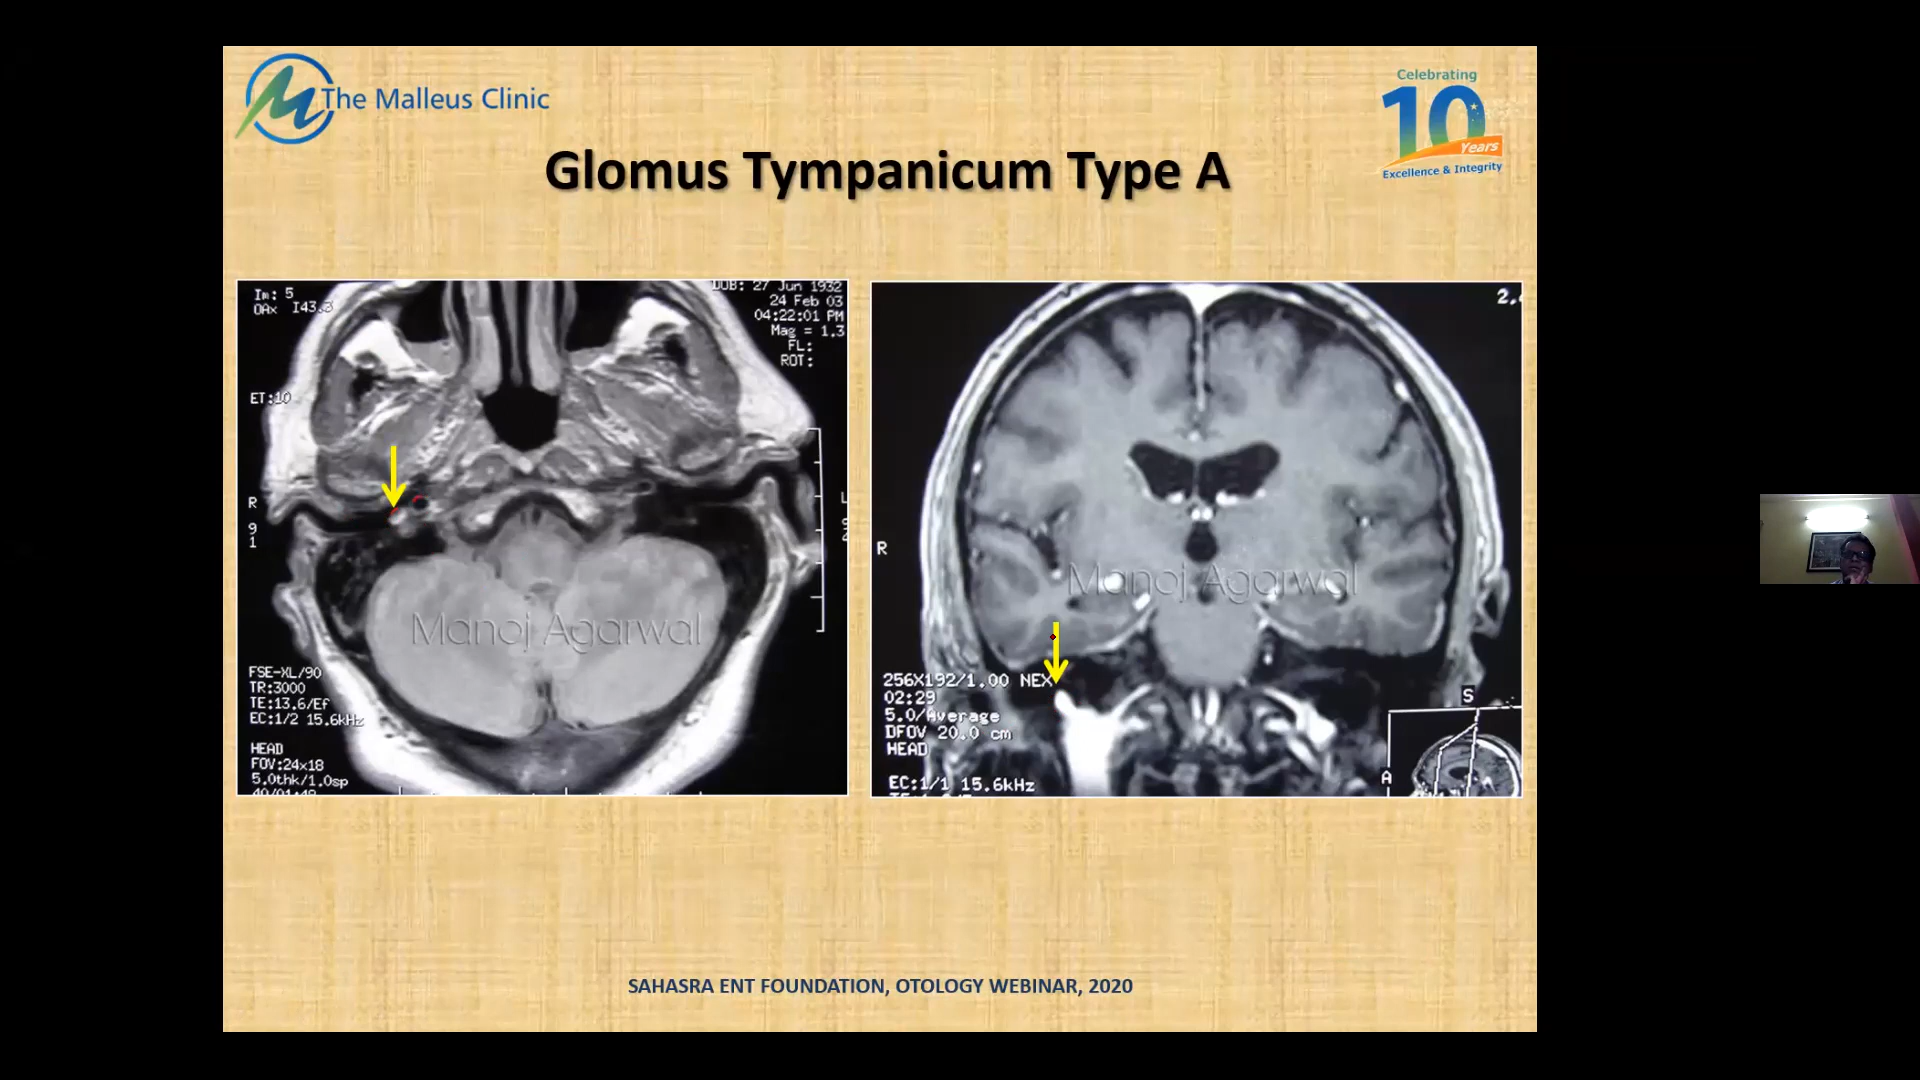 The Malleus Clinic
Celebrating
10
Years
Excellence & Integrity
Glomus Tympanicum Type A
Im: 5
OAx I43.3
DOB: 27 Jun 1932
24 Feb 03
04:22:01 PM
Mag = 1.3
FL:
ROT:
ET:10
R
9
1
L
Manoj Agarwal
FSE-XL/90
TR:3000
TE:13.6/Ef
EC:1/2 15.6kHz
HEAD
FOV:24x18
5.0thk/1.0sp
R
Manoj Agarwal
256X192/1.00 NEX
02:29
5.0/Average
DFOV 20.0 cm
HEAD
EC:1/1 15.6kHz
S
A
SAHASRA ENT FOUNDATION, OTOLOGY WEBINAR, 2020